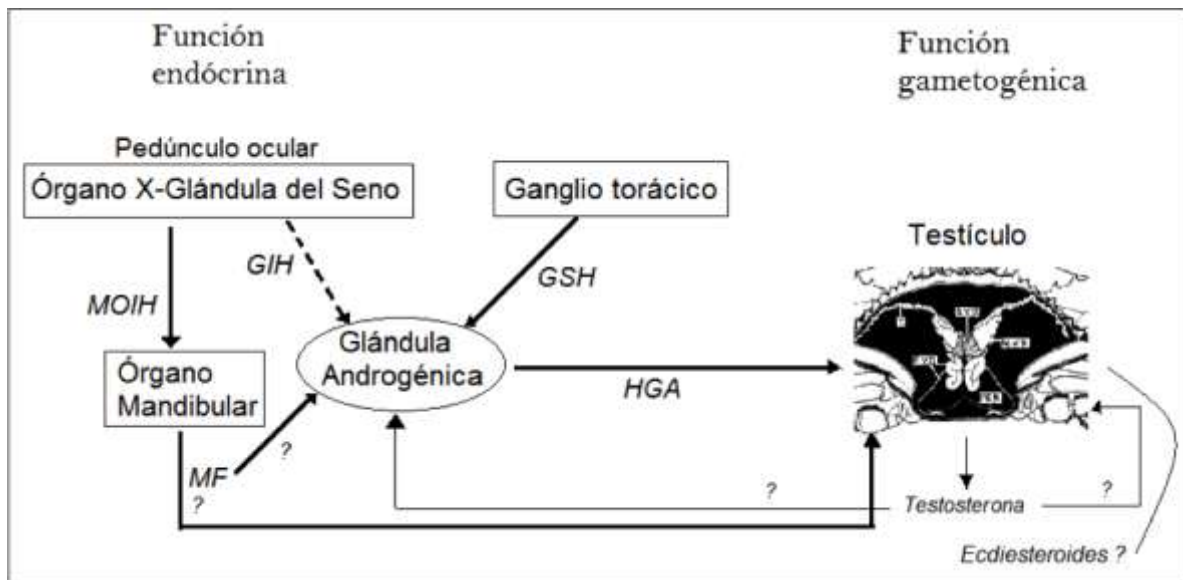 Función
endócrina
Función
gametogénica
Pedúnculo ocular
Órgano X-Glándula del Seno
Ganglio torácico
Testículo
GIH
GSH
MOIH
Glándula
Androgénica
Órgano
Mandibular
HGA
?
MF
?
?
?
Testosterona
Ecdiesteroides ?